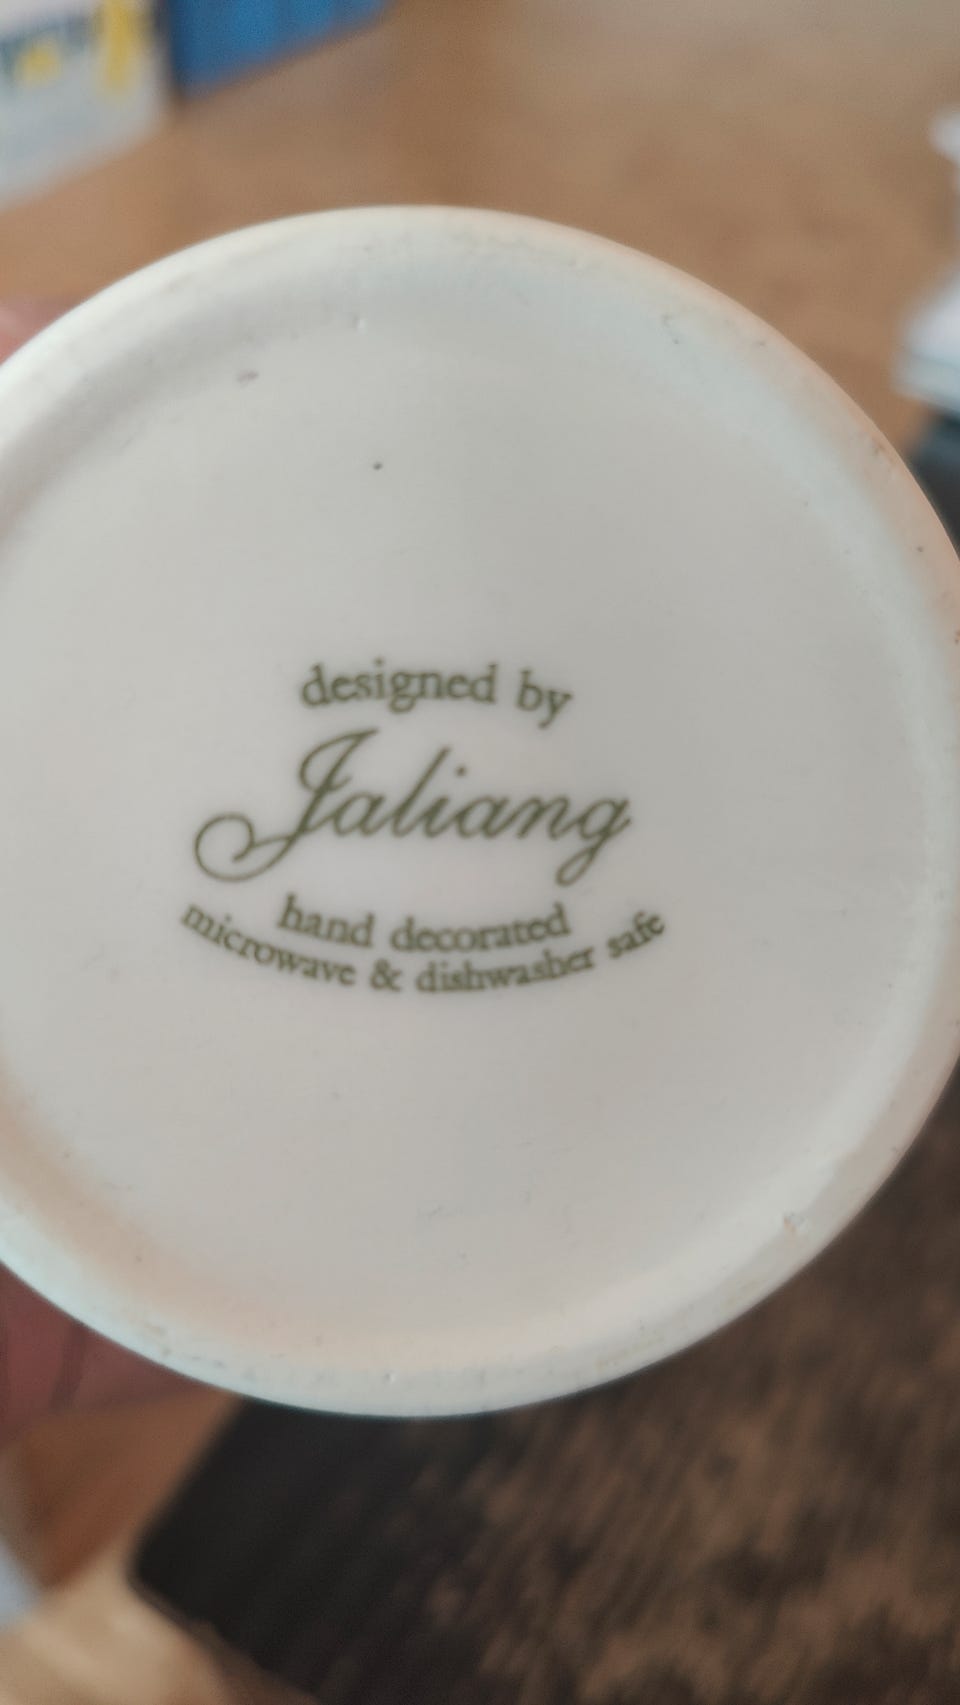 designed by
Jaliang
hand decorated
microwave & dishwasher safe